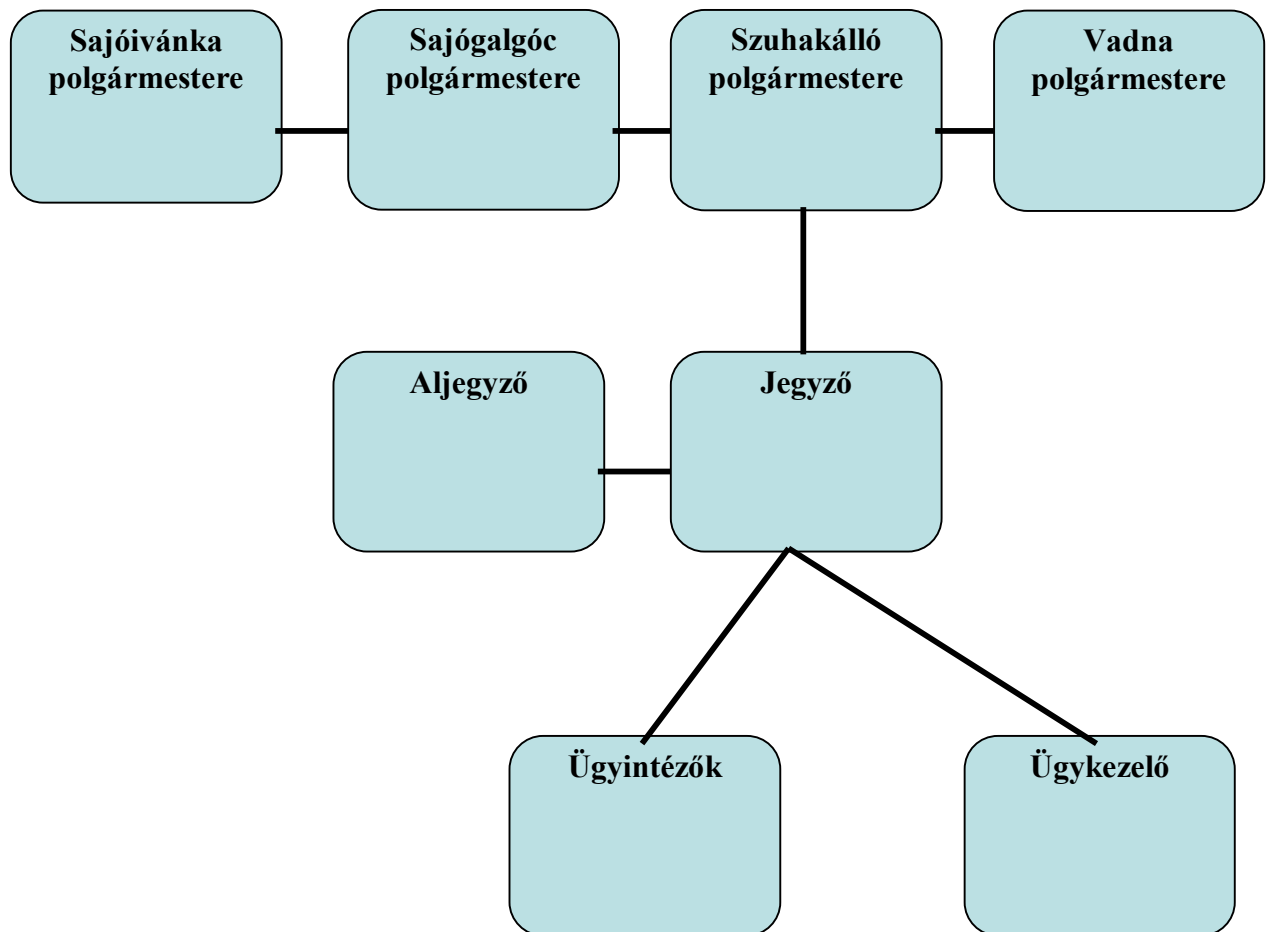 Sajóivánka
polgármestere
Sajógalgóc
polgármestere
Szuhakálló
polgármestere
Vadna
polgármestere
Aljegyző
Jegyző
Ügyintézők
Ügykezelő